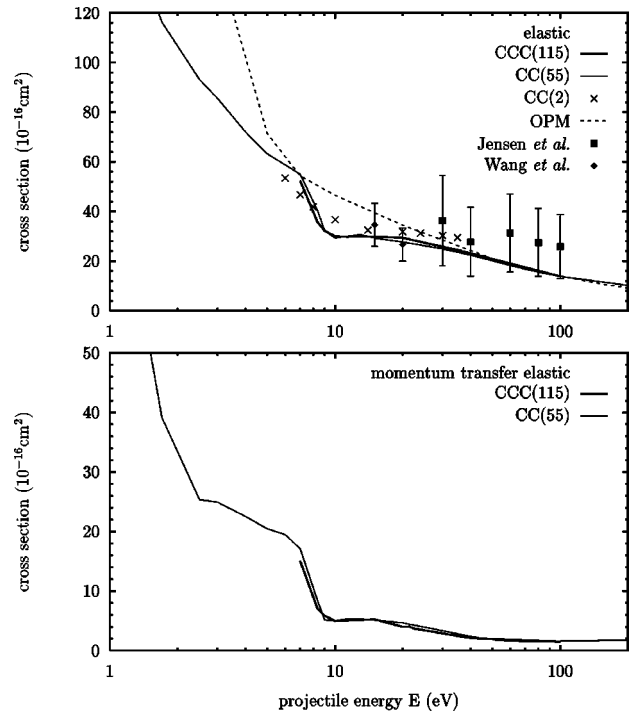 120
100
80
60
40
20
0
cross section (10⁻¹⁶cm²)
elastic
CCC(115)
CC(55)
CC(2)
OPM
Jensen et al.
Wang et al.
1
10
100
50
40
30
20
10
0
cross section (10⁻¹⁶cm²)
momentum transfer elastic
CCC(115)
CC(55)
1
10
100
projectile energy E (eV)